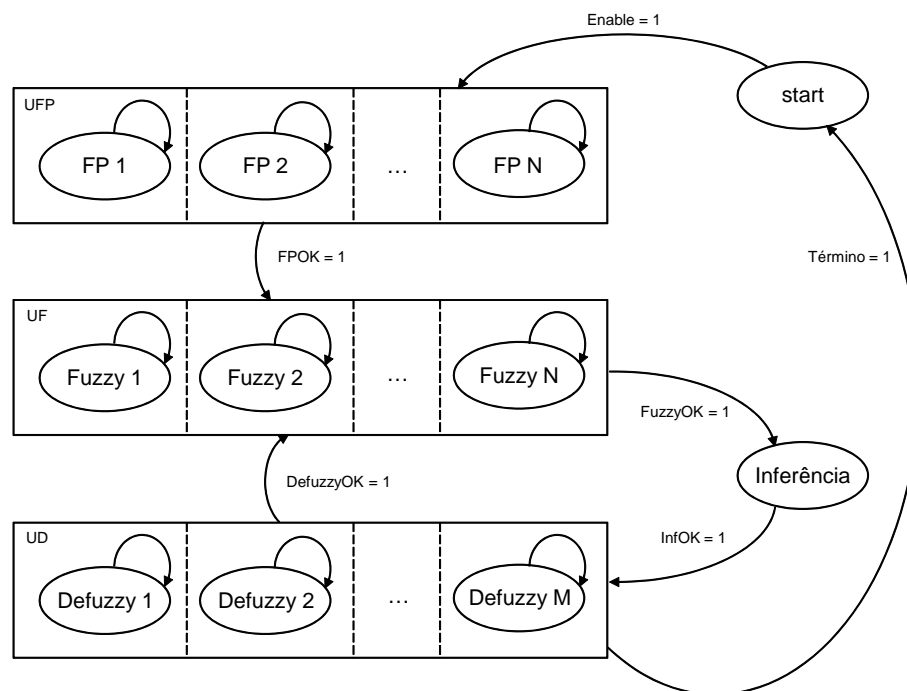 Enable = 1
start
UFP
FP 1
FP 2
...
FP N
FPOK = 1
Término = 1
UF
Fuzzy 1
Fuzzy 2
...
Fuzzy N
FuzzyOK = 1
Inferência
DefuzzyOK = 1
InfOK = 1
UD
Defuzzy 1
Defuzzy 2
...
Defuzzy M